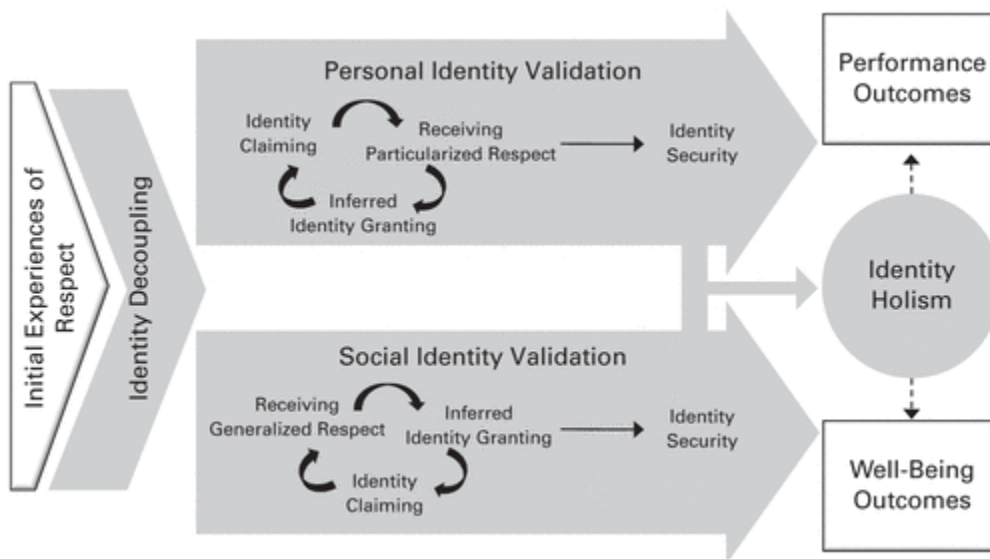 Initial Experiences of
Respect
Identity Decoupling
Personal Identity Validation
Identity
Claiming
Receiving
Particularized Respect
Inferred
Identity Granting
Identity
Security
Social Identity Validation
Receiving
Generalized Respect
Inferred
Identity Granting
Identity
Claiming
Identity
Security
Performance
Outcomes
Identity
Holism
Well-Being
Outcomes